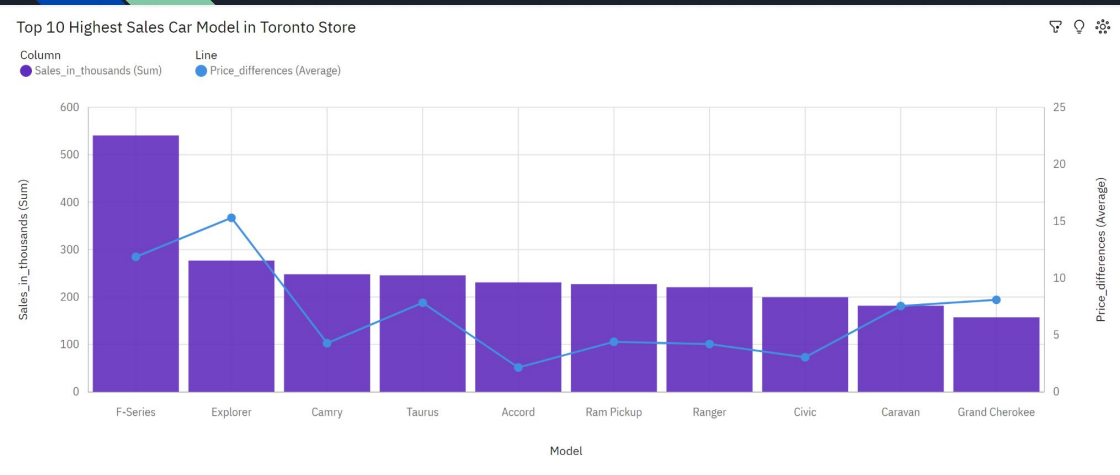 Top 10 Highest Sales Car Model in Toronto Store
Column
Sales_in_thousands (Sum)
Line
Price_differences (Average)
Sales_in_thousands (Sum)
600
500
400
300
200
100
0
25
20
15
10
5
0
Price_differences (Average)
F-Series
Explorer
Camry
Taurus
Accord
Ram Pickup
Ranger
Civic
Caravan
Grand Cherokee
Model